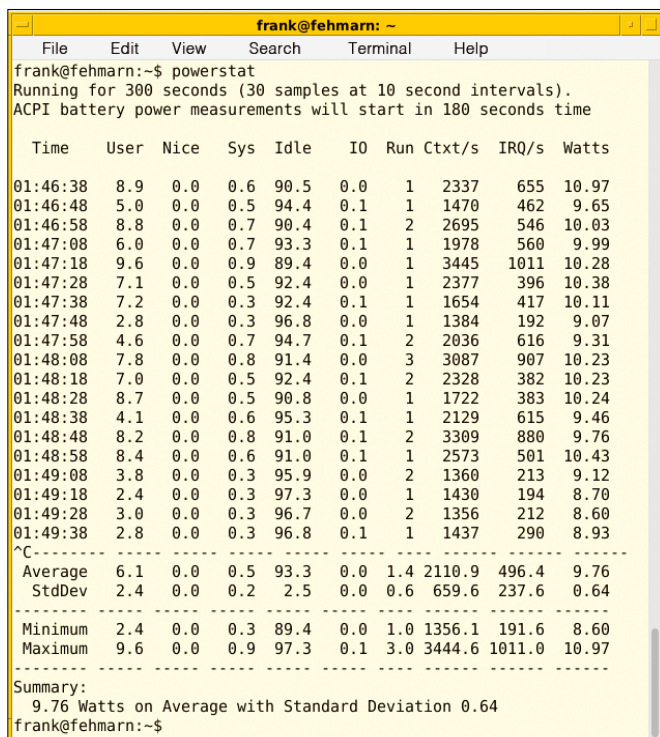 frank@fehmarn: ~
File Edit View Search Terminal Help
frank@fehmarn:~$ powerstat
Running for 300 seconds (30 samples at 10 second intervals).
ACPI battery power measurements will start in 180 seconds time
Time User Nice Sys Idle IO Run Ctxt/s IRQ/s Watts
01:46:38 8.9 0.0 0.6 90.5 0.0 1 2337 655 10.97
01:46:48 5.0 0.0 0.5 94.4 0.1 1 1470 462 9.65
01:46:58 8.8 0.0 0.7 90.4 0.1 2 2695 546 10.03
01:47:08 6.0 0.0 0.7 93.3 0.1 1 1978 560 9.99
01:47:18 9.6 0.0 0.9 89.4 0.0 1 3445 1011 10.28
01:47:28 7.1 0.0 0.5 92.4 0.0 1 2377 396 10.38
01:47:38 7.2 0.0 0.3 92.4 0.1 1 1654 417 10.11
01:47:48 2.8 0.0 0.3 96.8 0.0 1 1384 192 9.07
01:47:58 4.6 0.0 0.7 94.7 0.1 2 2036 616 9.31
01:48:08 7.8 0.0 0.8 91.4 0.0 3 3087 907 10.23
01:48:18 7.0 0.0 0.5 92.4 0.1 2 2328 382 10.23
01:48:28 8.7 0.0 0.5 90.8 0.0 1 1722 383 10.24
01:48:38 4.1 0.0 0.6 95.3 0.1 1 2129 615 9.46
01:48:48 8.2 0.0 0.8 91.0 0.1 2 3309 880 9.76
01:48:58 8.4 0.0 0.6 91.0 0.1 1 2573 501 10.43
01:49:08 3.8 0.0 0.3 95.9 0.0 2 1360 213 9.12
01:49:18 2.4 0.0 0.3 97.3 0.0 1 1430 194 8.70
01:49:28 3.0 0.0 0.3 96.7 0.0 2 1356 212 8.60
01:49:38 2.8 0.0 0.3 96.8 0.1 1 1437 290 8.93
^C-------- ----- ----- ----- ----- ----- ---- ------ ------ ------
Average 6.1 0.0 0.5 93.3 0.0 1.4 2110.9 496.4 9.76
StdDev 2.4 0.0 0.2 2.5 0.0 0.6 659.6 237.6 0.64
-------- ----- ----- ----- ----- ----- ---- ------ ------ ------
Minimum 2.4 0.0 0.3 89.4 0.0 1.0 1356.1 191.6 8.60
Maximum 9.6 0.0 0.9 97.3 0.1 3.0 3444.6 1011.0 10.97
-------- ----- ----- ----- ----- ----- ---- ------ ------ ------
Summary:
9.76 Watts on Average with Standard Deviation 0.64
frank@fehmarn:~$